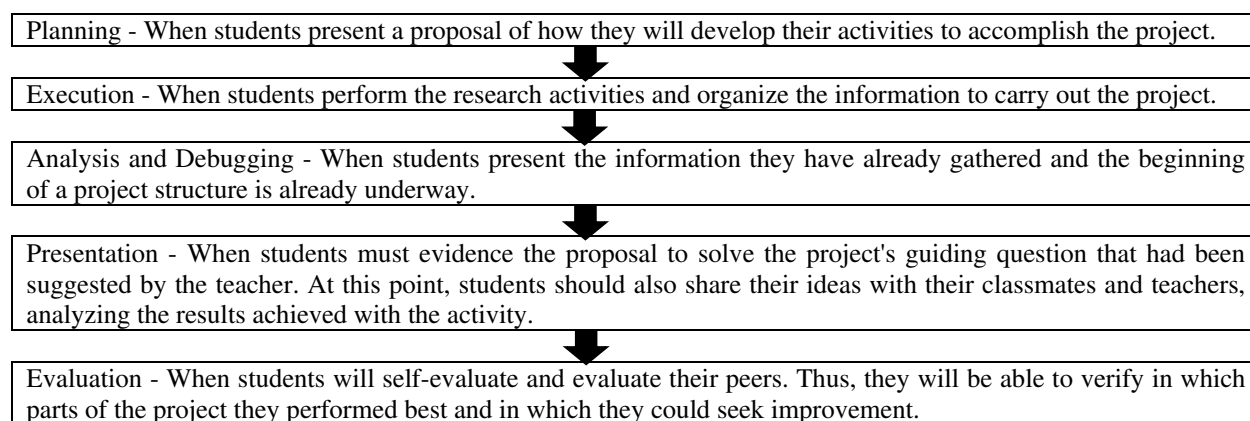 Planning - When students present a proposal of how they will develop their activities to accomplish the project.
Execution - When students perform the research activities and organize the information to carry out the project.
Analysis and Debugging - When students present the information they have already gathered and the beginning
of a project structure is already underway.
Presentation - When students must evidence the proposal to solve the project's guiding question that had been
suggested by the teacher. At this point, students should also share their ideas with their classmates and teachers,
analyzing the results achieved with the activity.
Evaluation - When students will self-evaluate and evaluate their peers. Thus, they will be able to verify in which
parts of the project they performed best and in which they could seek improvement.